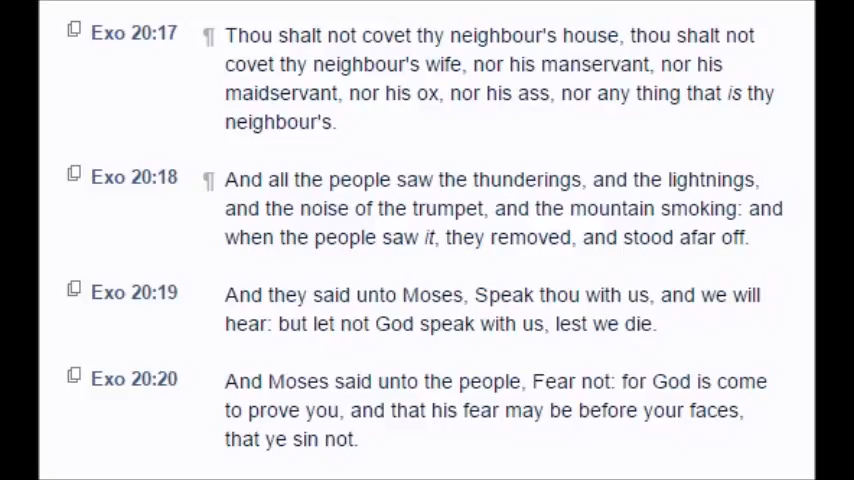 Exo 20:17 ¶ Thou shalt not covet thy neighbour's house, thou shalt not
covet thy neighbour's wife, nor his manservant, nor his
maidservant, nor his ox, nor his ass, nor any thing that is thy
neighbour's.
Exo 20:18 ¶ And all the people saw the thunderings, and the lightnings,
and the noise of the trumpet, and the mountain smoking: and
when the people saw it, they removed, and stood afar off.
Exo 20:19 And they said unto Moses, Speak thou with us, and we will
hear: but let not God speak with us, lest we die.
Exo 20:20 And Moses said unto the people, Fear not: for God is come
to prove you, and that his fear may be before your faces,
that ye sin not.